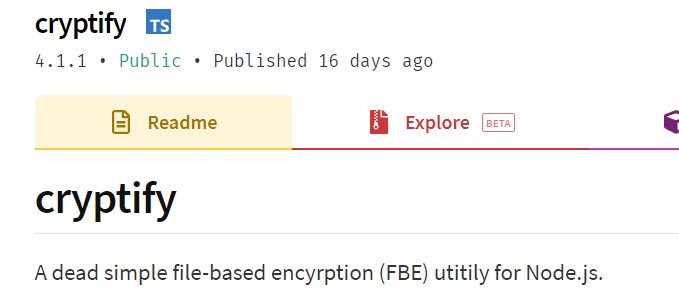 cryptify TS
4.1.1 • Public • Published 16 days ago
Readme Explore BETA
cryptify
A dead simple file-based encyrption (FBE) utitily for Node.js.